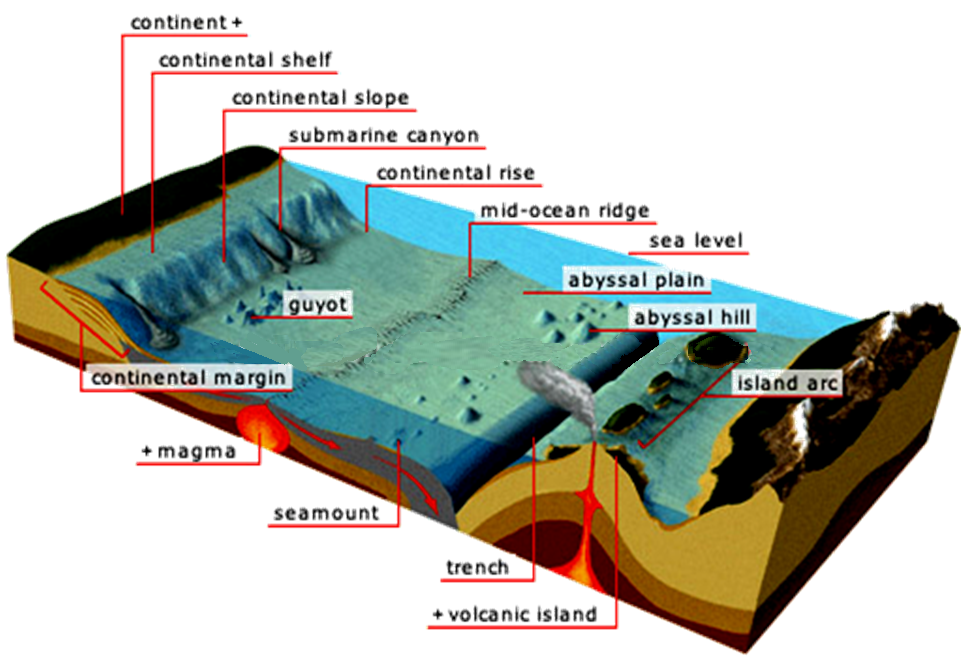 continent +
continental shelf
continental slope
submarine canyon
continental rise
mid-ocean ridge
sea level
abyssal plain
guyot
abyssal hill
continental margin
island arc
+ magma
seamount
trench
+ volcanic island